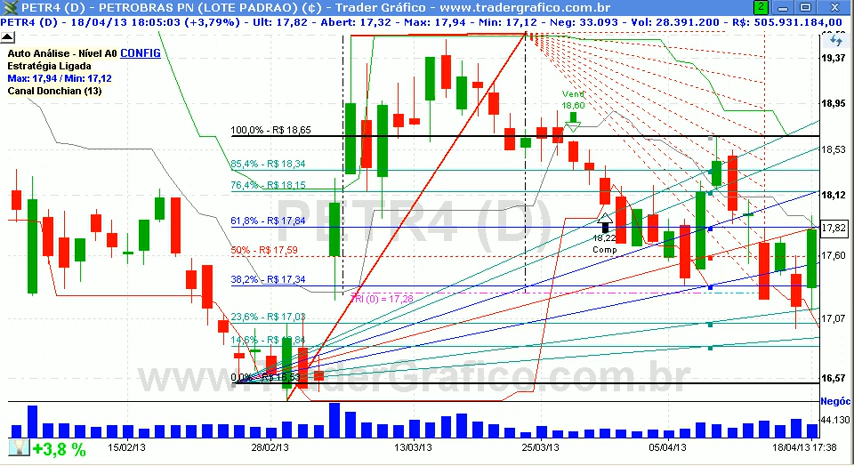 PETR4 (D) - PETROBRAS PN (LOTE PADRAO) (¢) - Trader Gráfico - www.tradergrafico.com.br
2
PETR4 (D) - 18/04/13 18:05:03 (+3,79%) - Ult: 17,82 - Abert: 17,32 - Max: 17,94 - Min: 17,12 - Neg: 33.093 - Vol: 28.391.200 - R$: 505.931.184,00
Auto Análise - Nível A0 CONFIG
Estratégia Ligada
Max: 17,94 / Min: 17,12
Canal Donchian (13)
19,37
Vend
18,60
18,95
100,0% - R$ 18,65
18,53
85,4% - R$ 18,34
76,4% - R$ 18,15
18,12
61,8% - R$ 17,84
PETR4 (D)
17,82
18,22
Comp
50% - R$ 17,59
17,60
38,2% - R$ 17,34
TRI (0) = 17,28
23,6% - R$ 17,03
17,07
14,6% - R$ 16,84
0,0% - R$ 16,53
16,57
www.TraderGrafico.com.br
Negóc
44.130
+3,8 %
15/02/13
28/02/13
13/03/13
25/03/13
05/04/13
18/04/13 17:38